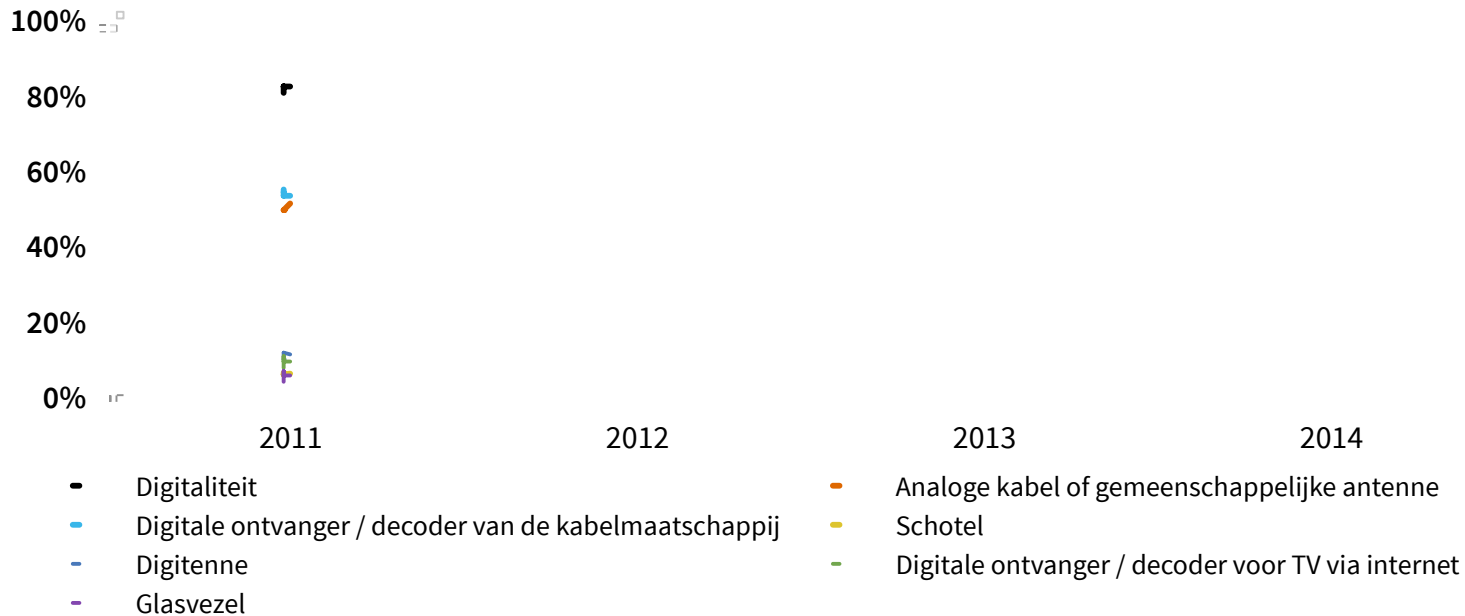 100%
80%
60%
40%
20%
0%
2011 2012 2013 2014
Digitaliteit
Analoge kabel of gemeenschappelijke antenne
Digitale ontvanger / decoder van de kabelmaatschappij
Schotel
Digitenne
Digitale ontvanger / decoder voor TV via internet
Glasvezel